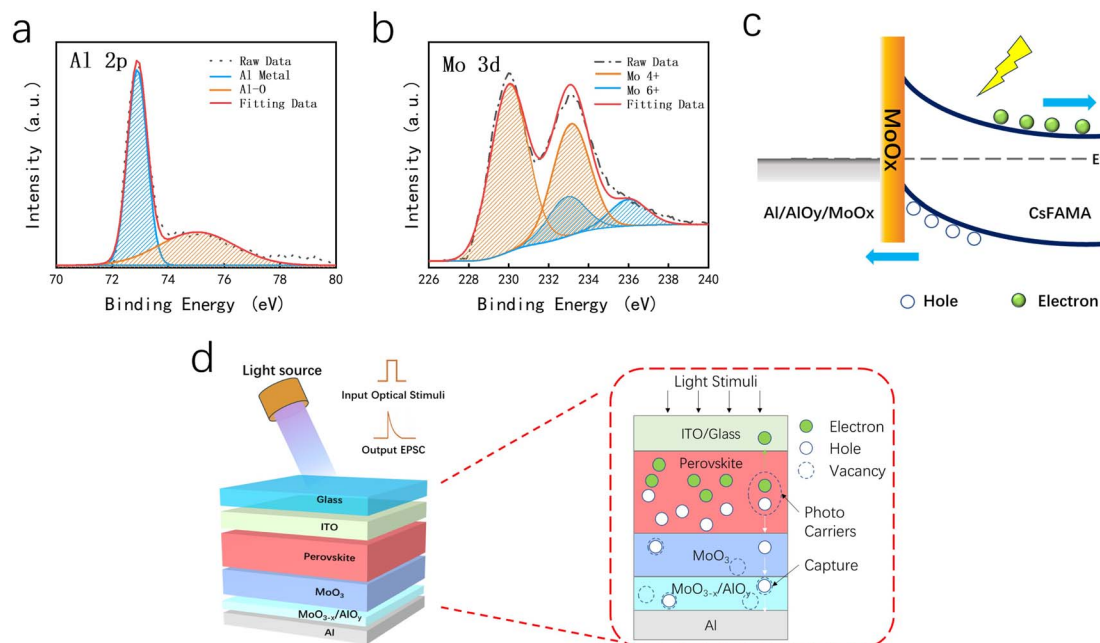 a
Al 2p
Raw Data
Al Metal
Al-O
Fitting Data
Intensity (a. u.)
70 72 74 76 78 80
Binding Energy (eV)
b
Mo 3d
Raw Data
Mo 4+
Mo 6+
Fitting Data
Intensity (a. u.)
226 228 230 232 234 236 238 240
Binding Energy (eV)
c
MoOx
E
Al/AlOy/MoOx
CsFAMA
Hole
Electron
d
Light source
Input Optical Stimuli
Output EPSC
Glass
ITO
Perovskite
MoO₃
MoO₃₋ₓ/AlOᵧ
Al
Light Stimuli
ITO/Glass
Perovskite
MoO₃
MoO₃₋ₓ/AlOᵧ
Al
Electron
Hole
Vacancy
Photo
Carriers
Capture